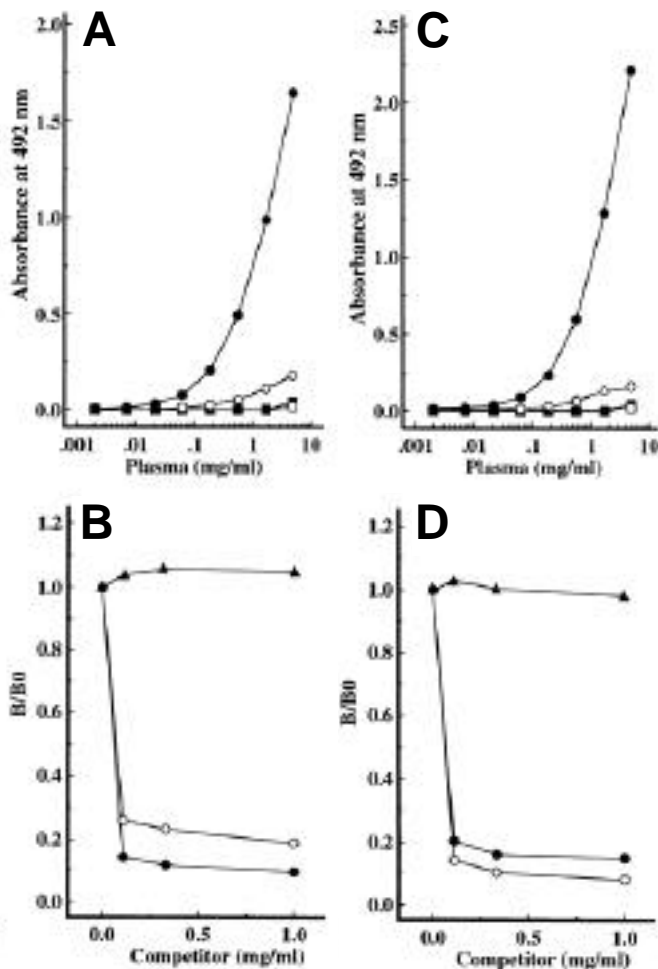 A
Absorbance at 492 nm
2.0
1.5
1.0
0.5
0.0
.001 .01 .1 1 10
Plasma (mg/ml)
C
Absorbance at 492 nm
2.5
2.0
1.5
1.0
0.5
0.0
.001 .01 .1 1 10
Plasma (mg/ml)
B
B/B0
1.2
1.0
0.8
0.6
0.4
0.2
0.0
0.0 0.5 1.0
Competitor (mg/ml)
D
B/B0
1.2
1.0
0.8
0.6
0.4
0.2
0.0
0.0 0.5 1.0
Competitor (mg/ml)